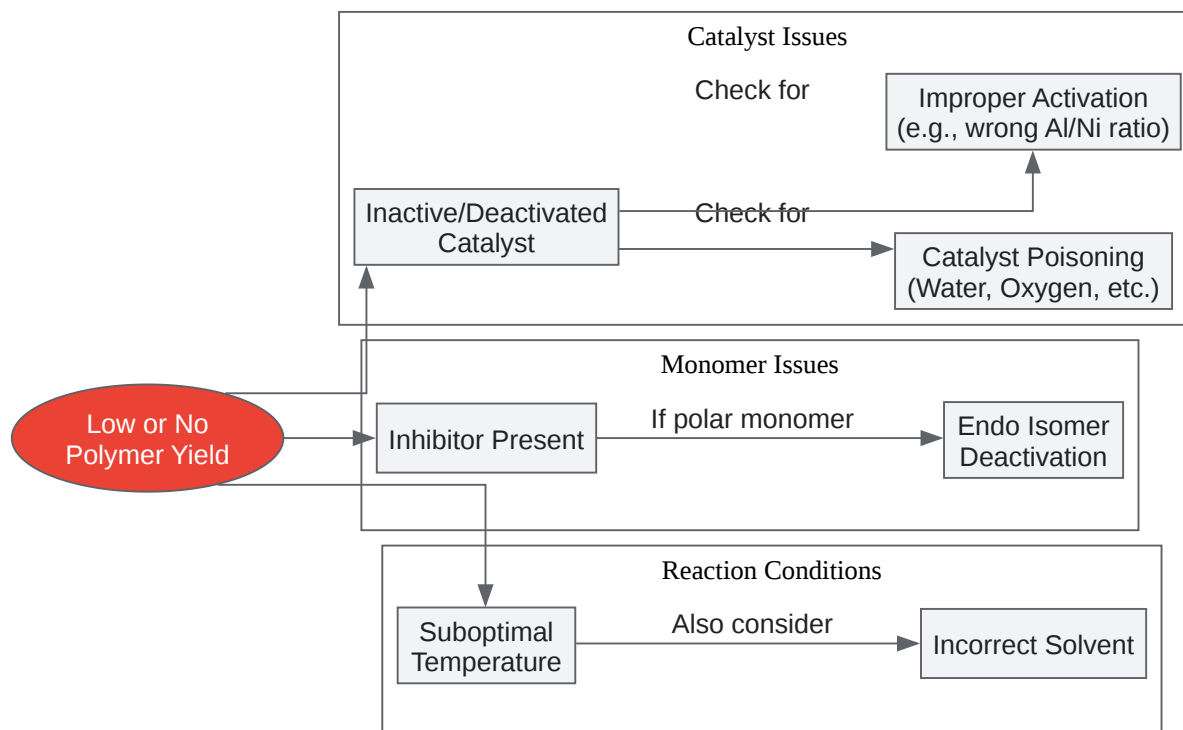 Catalyst Issues
Check for
Improper Activation
(e.g., wrong Al/Ni ratio)
Inactive/Deactivated
Catalyst
Check for
Catalyst Poisoning
(Water, Oxygen, etc.)
Monomer Issues
Low or No
Polymer Yield
Inhibitor Present
If polar monomer
Endo Isomer
Deactivation
Reaction Conditions
Suboptimal
Temperature
Also consider
Incorrect Solvent